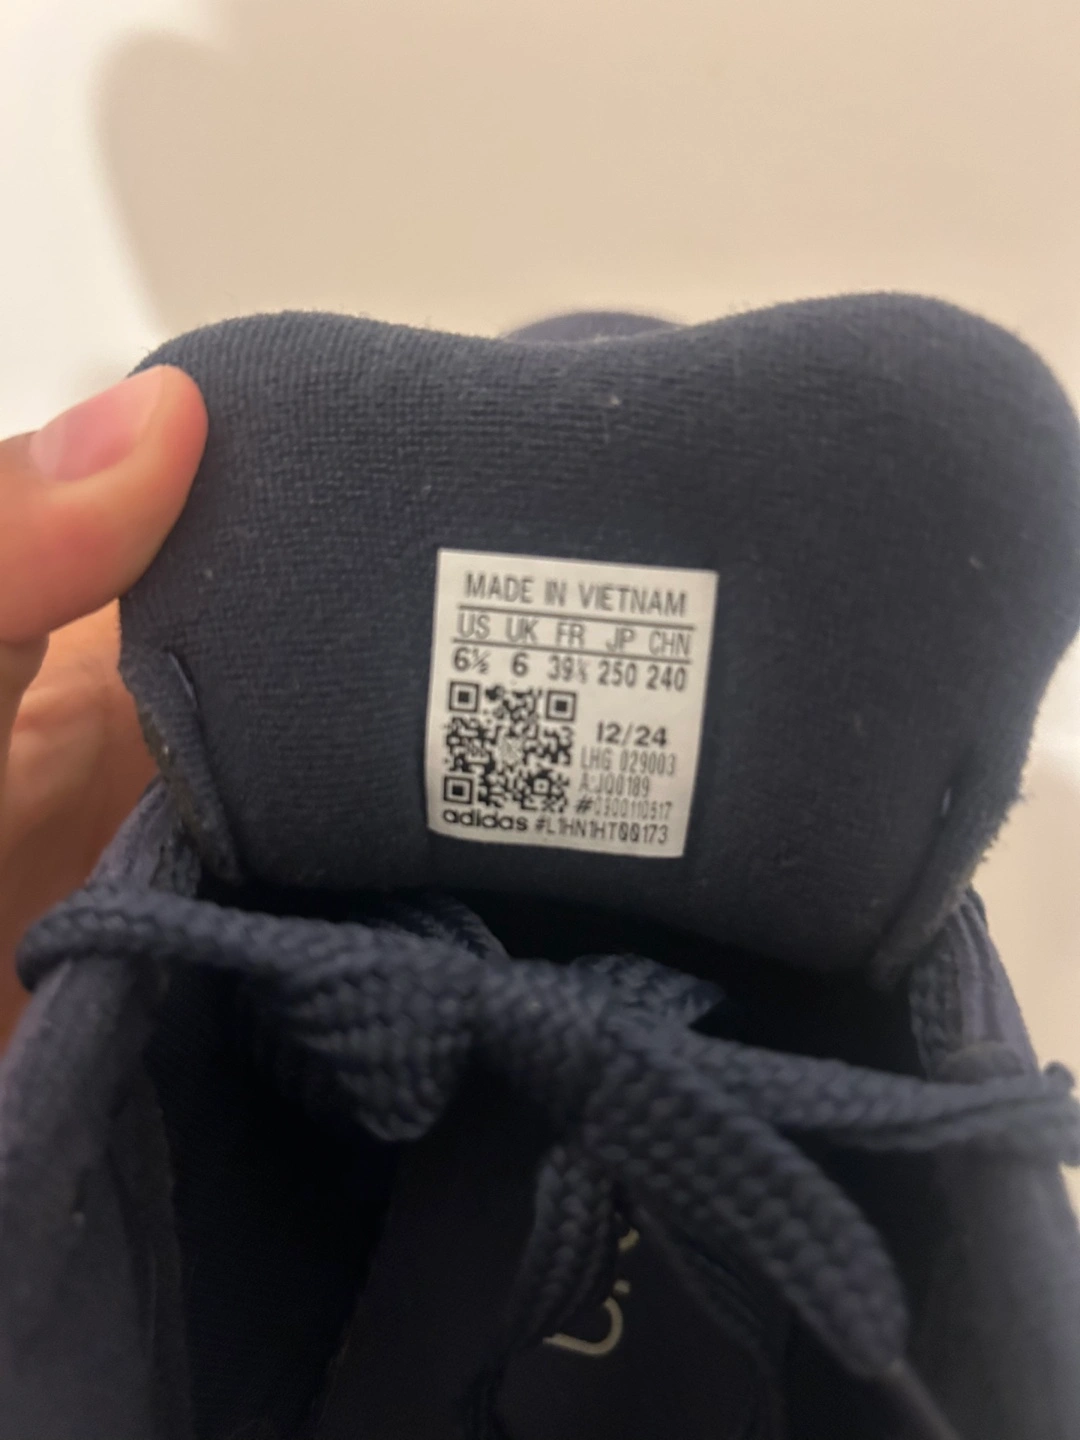 MADE IN VIETNAM
US UK FR JP CHN
6½ 6 39⅓ 250 240
12/24
LHG 029003
A:JQ0189
#0300110517
adidas #L1HN1HT00173